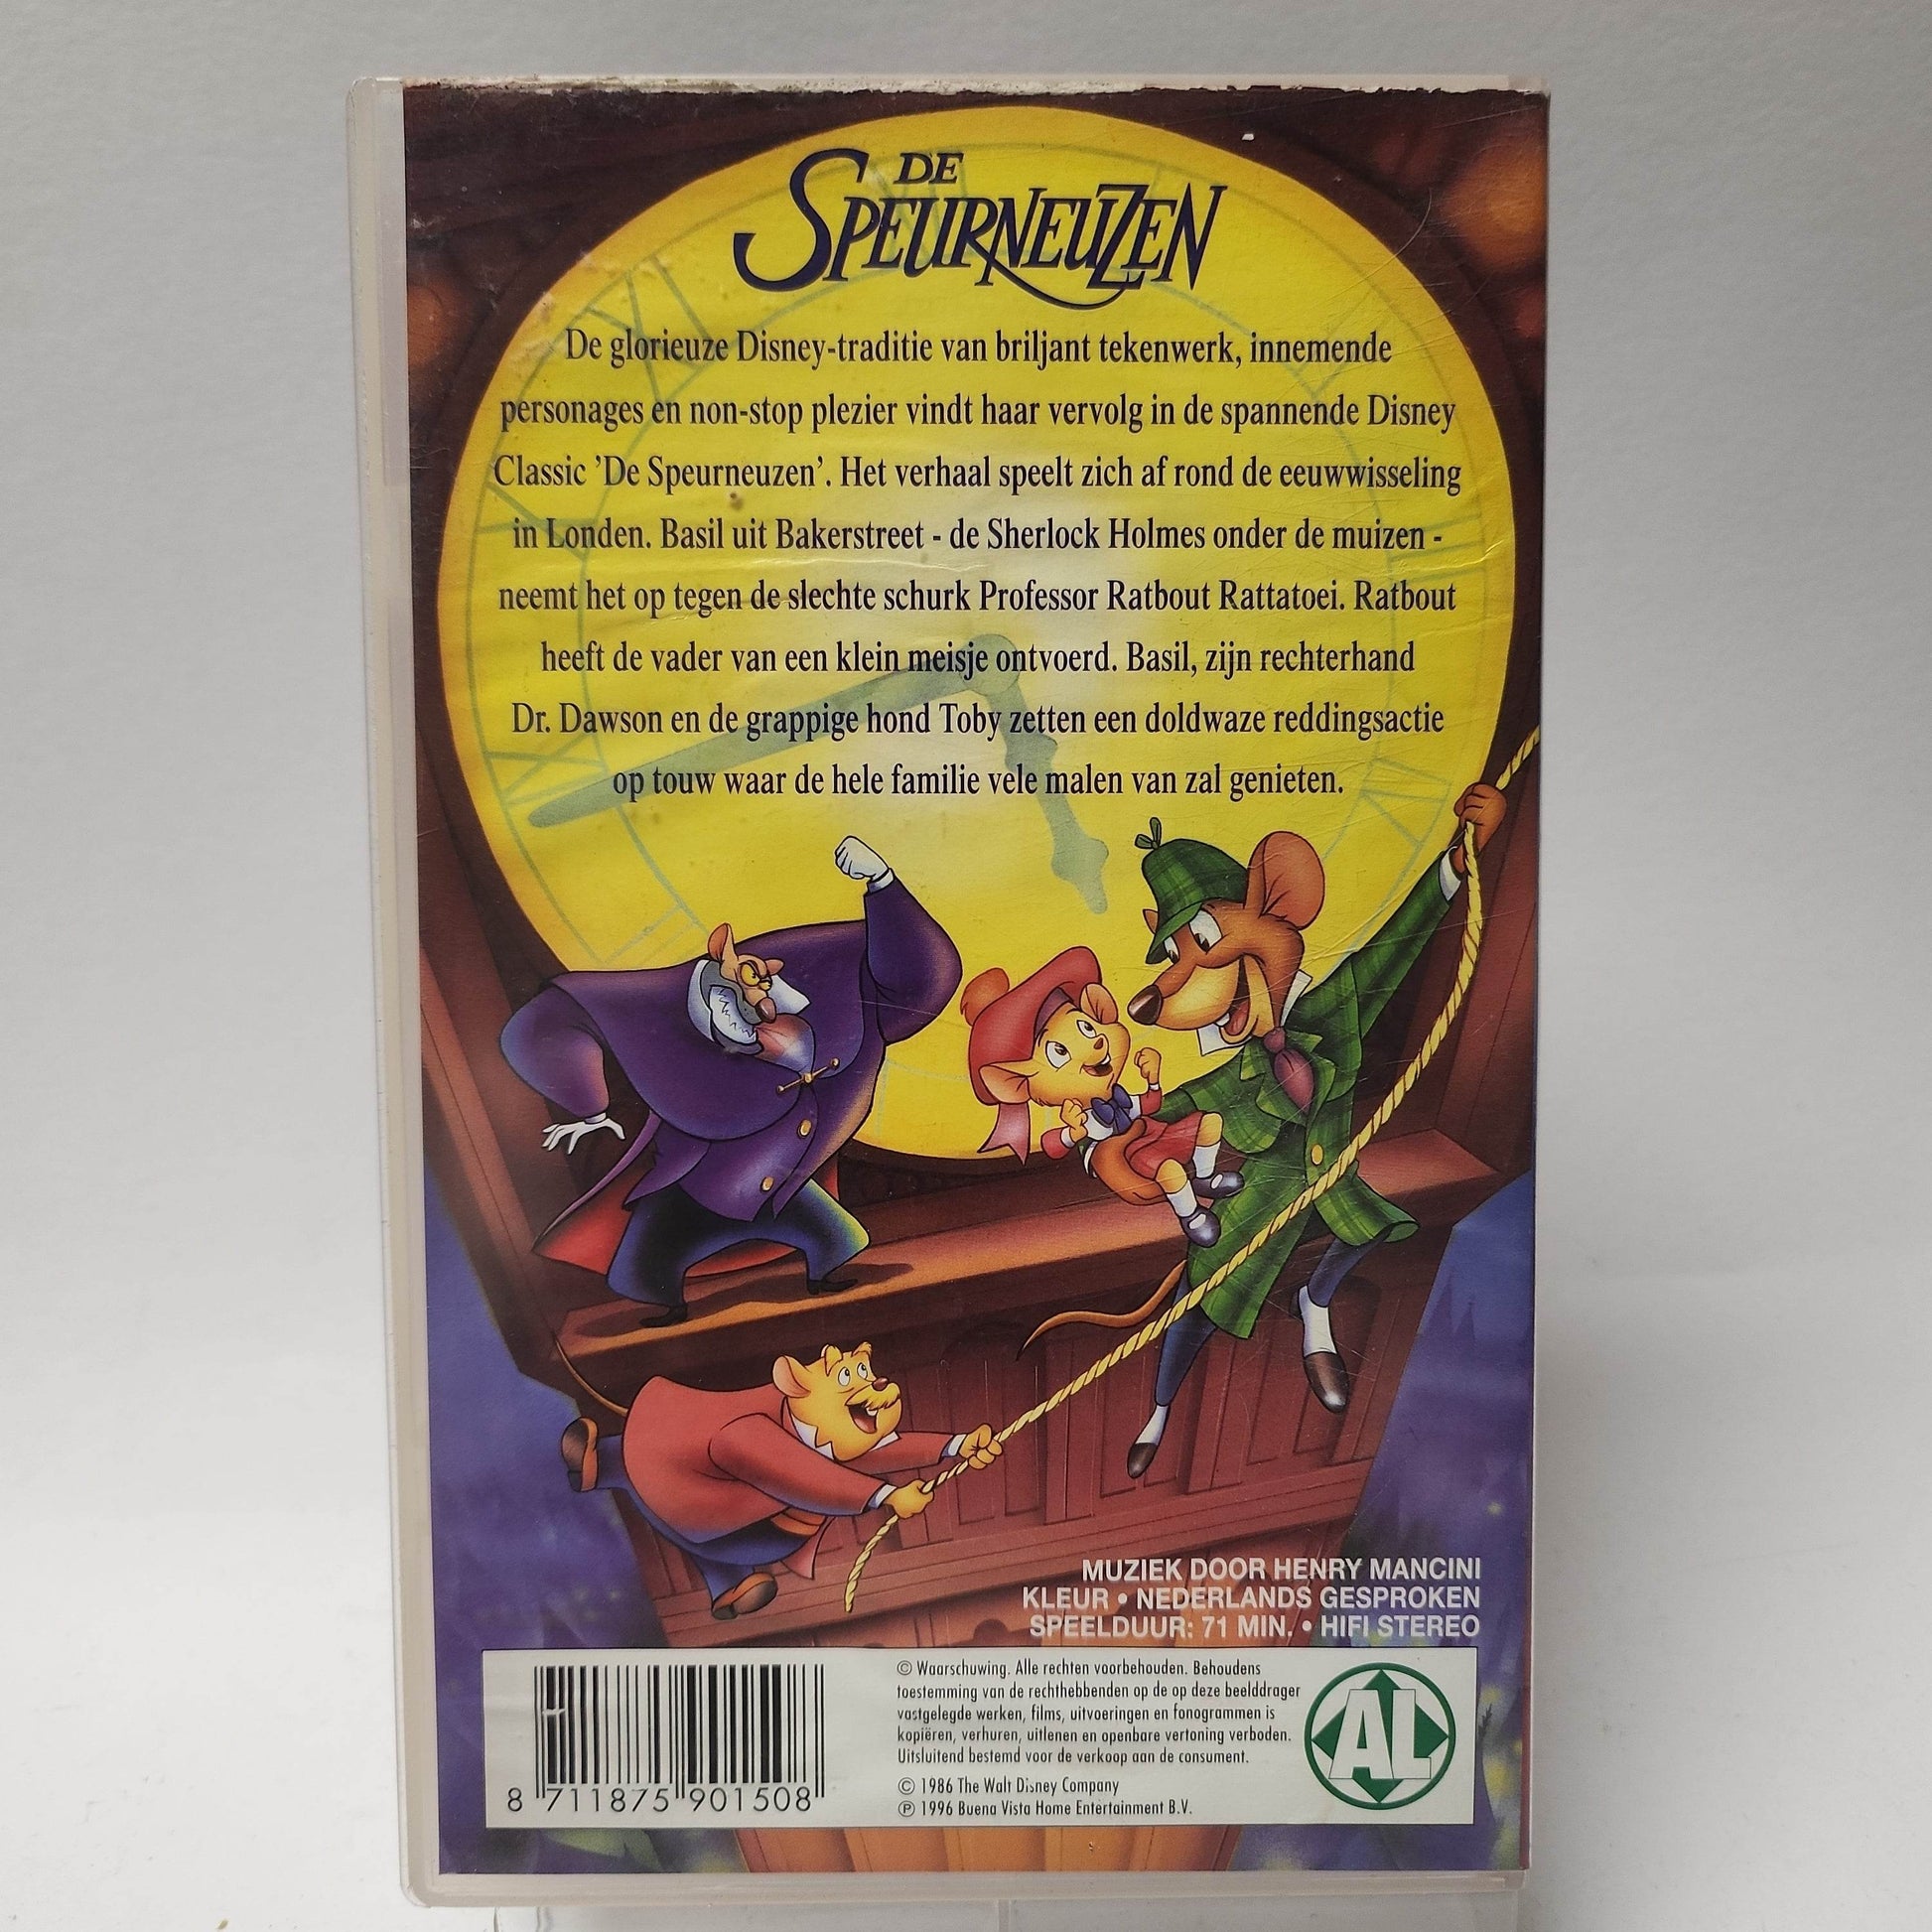 DE
SPEURNEUZEN
De glorieuze Disney-traditie van briljant tekenwerk, innemende
personages en non-stop plezier vindt haar vervolg in de spannende Disney
Classic ’De Speurneuzen’. Het verhaal speelt zich af rond de eeuwwisseling
in Londen. Basil uit Bakerstreet - de Sherlock Holmes onder de muizen -
neemt het op tegen de slechte schurk Professor Ratbout Rattatoei. Ratbout
heeft de vader van een klein meisje ontvoerd. Basil, zijn rechterhand
Dr. Dawson en de grappige hond Toby zetten een doldwaze reddingsactie
op touw waar de hele familie vele malen van zal genieten.
XI
MUZIEK DOOR HENRY MANCINI
KLEUR • NEDERLANDS GESPROKEN
SPEELDUUR: 71 MIN. • HIFI STEREO
© Waarschuwing. Alle rechten voorbehouden. Behoudens
toestemming van de rechthebbenden op de op deze beelddrager
vastgelegde werken, films, uitvoeringen en fonogrammen is
kopiëren, verhuren, uitlenen en openbare vertoning verboden.
Uitsluitend bestemd voor de verkoop aan de consument.
© 1986 The Walt Disney Company
℗ 1996 Buena Vista Home Entertainment B.V.
8 711875 901508
AL